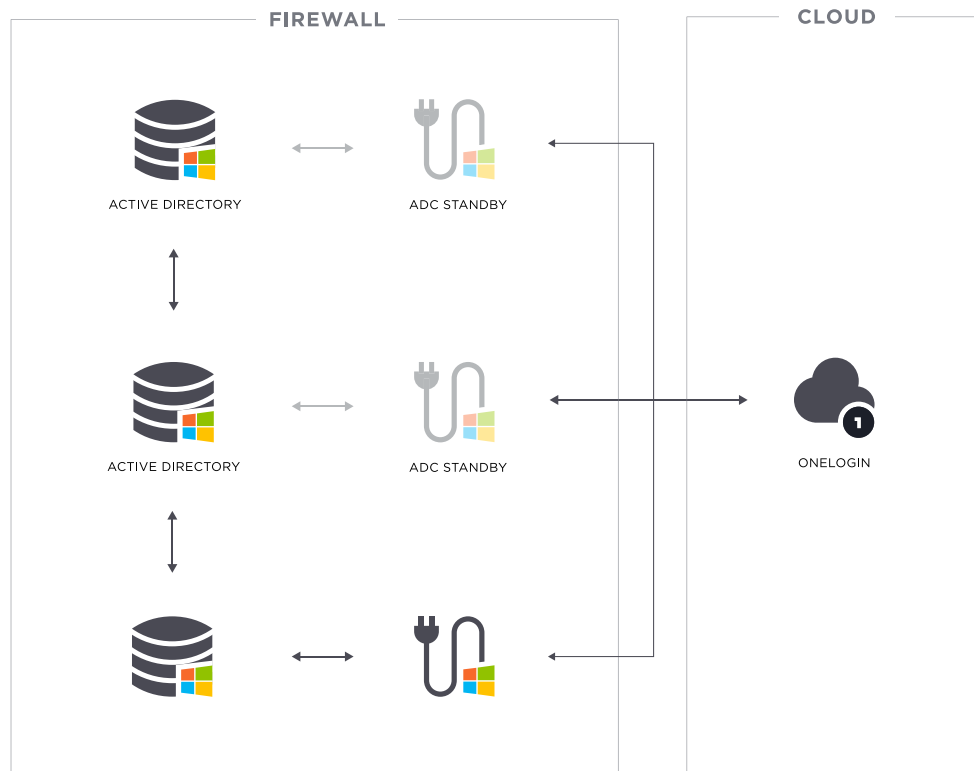 FIREWALL
CLOUD
ACTIVE DIRECTORY
ADC STANDBY
ACTIVE DIRECTORY
ADC STANDBY
1
ONELOGIN